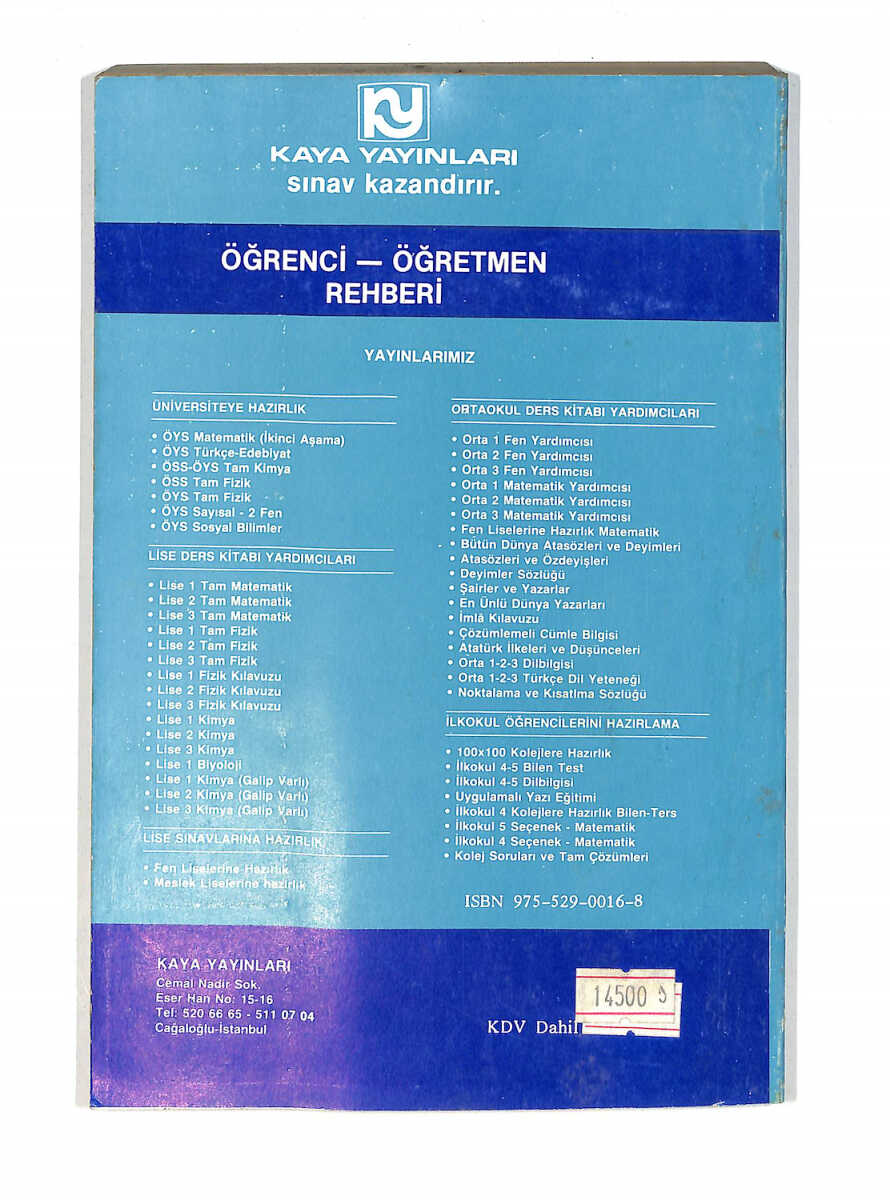 KAYA YAYINLARI
sınav kazandırır.
ÖĞRENCİ — ÖĞRETMEN
REHBERİ
YAYINLARIMIZ
ÜNİVERSİTEYE HAZIRLIK
• ÖYS Matematik (İkinci Aşama)
• ÖYS Türkçe-Edebiyat
• ÖSS-ÖYS Tam Kimya
• ÖSS Tam Fizik
• ÖYS Tam Fizik
• ÖYS Sayısal - 2 Fen
• ÖYS Sosyal Bilimler
LİSE DERS KİTABI YARDIMCILARI
• Lise 1 Tam Matematik
• Lise 2 Tam Matematik
• Lise 3 Tam Matematik
• Lise 1 Tam Fizik
• Lise 2 Tam Fizik
• Lise 3 Tam Fizik
• Lise 1 Fizik Kılavuzu
• Lise 2 Fizik Kılavuzu
• Lise 3 Fizik Kılavuzu
• Lise 1 Kimya
• Lise 2 Kimya
• Lise 3 Kimya
• Lise 1 Biyoloji
• Lise 1 Kimya (Galip Varlı)
• Lise 2 Kimya (Galip Varlı)
• Lise 3 Kimya (Galip Varlı)
LİSE SINAVLARINA HAZIRLIK
• Fen Liselerine Hazırlık
• Meslek Liselerine hazırlık
ORTAOKUL DERS KİTABI YARDIMCILARI
• Orta 1 Fen Yardımcısı
• Orta 2 Fen Yardımcısı
• Orta 3 Fen Yardımcısı
• Orta 1 Matematik Yardımcısı
• Orta 2 Matematik Yardımcısı
• Orta 3 Matematik Yardımcısı
• Fen Liselerine Hazırlık Matematik
• Bütün Dünya Atasözleri ve Deyimleri
• Atasözleri ve Özdeyişleri
• Deyimler Sözlüğü
• Şairler ve Yazarlar
• En Ünlü Dünya Yazarları
• İmlâ Kılavuzu
• Çözümlemeli Cümle Bilgisi
• Atatürk İlkeleri ve Düşünceleri
• Orta 1-2-3 Dilbilgisi
• Orta 1-2-3 Türkçe Dil Yeteneği
• Noktalama ve Kısatlma Sözlüğü
İLKOKUL ÖĞRENCİLERİNİ HAZIRLAMA
• 100x100 Kolejlere Hazırlık
• İlkokul 4-5 Bilen Test
• İlkokul 4-5 Dilbilgisi
• Uygulamalı Yazı Eğitimi
• İlkokul 4 Kolejlere Hazırlık Bilen-Ters
• İlkokul 5 Seçenek - Matematik
• İlkokul 4 Seçenek - Matematik
• Kolej Soruları ve Tam Çözümleri
ISBN 975-529-0016-8
KAYA YAYINLARI
Cemal Nadir Sok.
Eser Han No: 15-16
Tel: 520 66 65 - 511 07 04
Cağaloğlu-İstanbul
14500
KDV Dahil